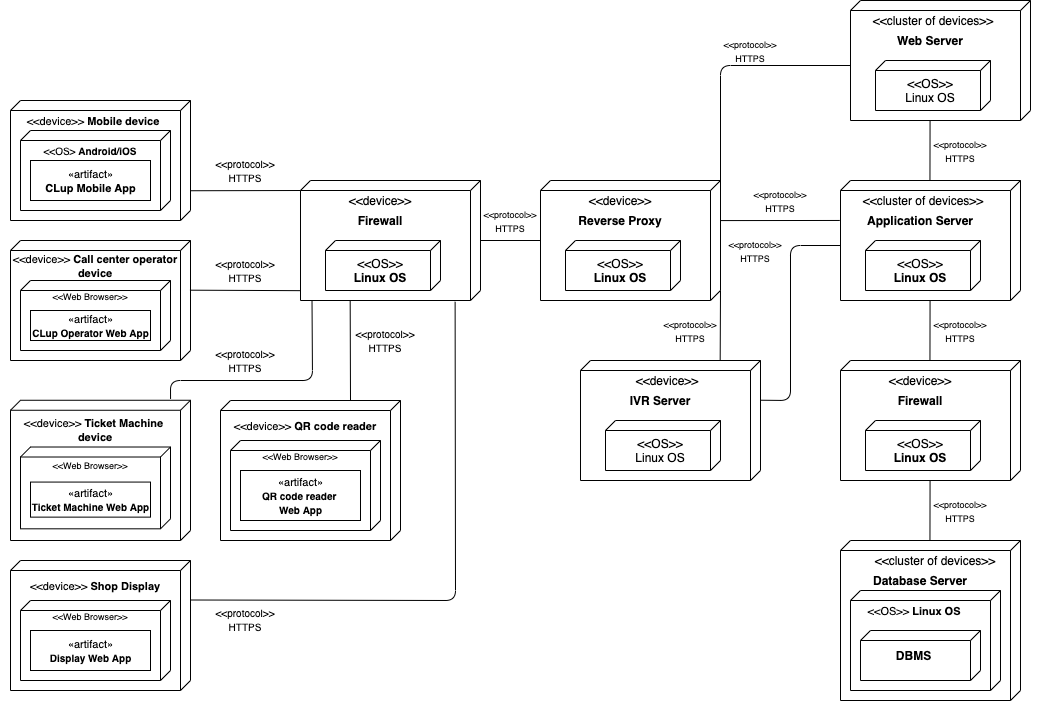 <<device>> Mobile device
<<OS> Android/iOS
«artifact»
CLup Mobile App
<<protocol>>
HTTPS
<<device>> Call center operator
device
<<Web Browser>>
«artifact»
CLup Operator Web App
<<protocol>>
HTTPS
<<device>> Ticket Machine
device
<<Web Browser>>
«artifact»
Ticket Machine Web App
<<protocol>>
HTTPS
<<device>> QR code reader
<<Web Browser>>
«artifact»
QR code reader
Web App
<<protocol>>
HTTPS
<<device>> Shop Display
<<Web Browser>>
«artifact»
Display Web App
<<protocol>>
HTTPS
<<device>>
Firewall
<<OS>>
Linux OS
<<protocol>>
HTTPS
<<device>>
Reverse Proxy
<<OS>>
Linux OS
<<protocol>>
HTTPS
<<cluster of devices>>
Web Server
<<OS>>
Linux OS
<<protocol>>
HTTPS
<<protocol>>
HTTPS
<<cluster of devices>>
Application Server
<<OS>>
Linux OS
<<protocol>>
HTTPS
<<protocol>>
HTTPS
<<device>>
IVR Server
<<OS>>
Linux OS
<<protocol>>
HTTPS
<<device>>
Firewall
<<OS>>
Linux OS
<<protocol>>
HTTPS
<<cluster of devices>>
Database Server
<<OS>> Linux OS
DBMS